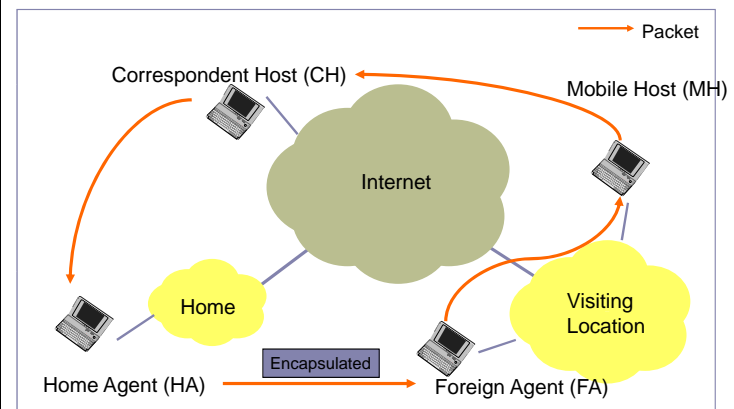 Packet
Correspondent Host (CH)
Mobile Host (MH)
Internet
Home
Visiting
Location
Encapsulated
Home Agent (HA)
Foreign Agent (FA)